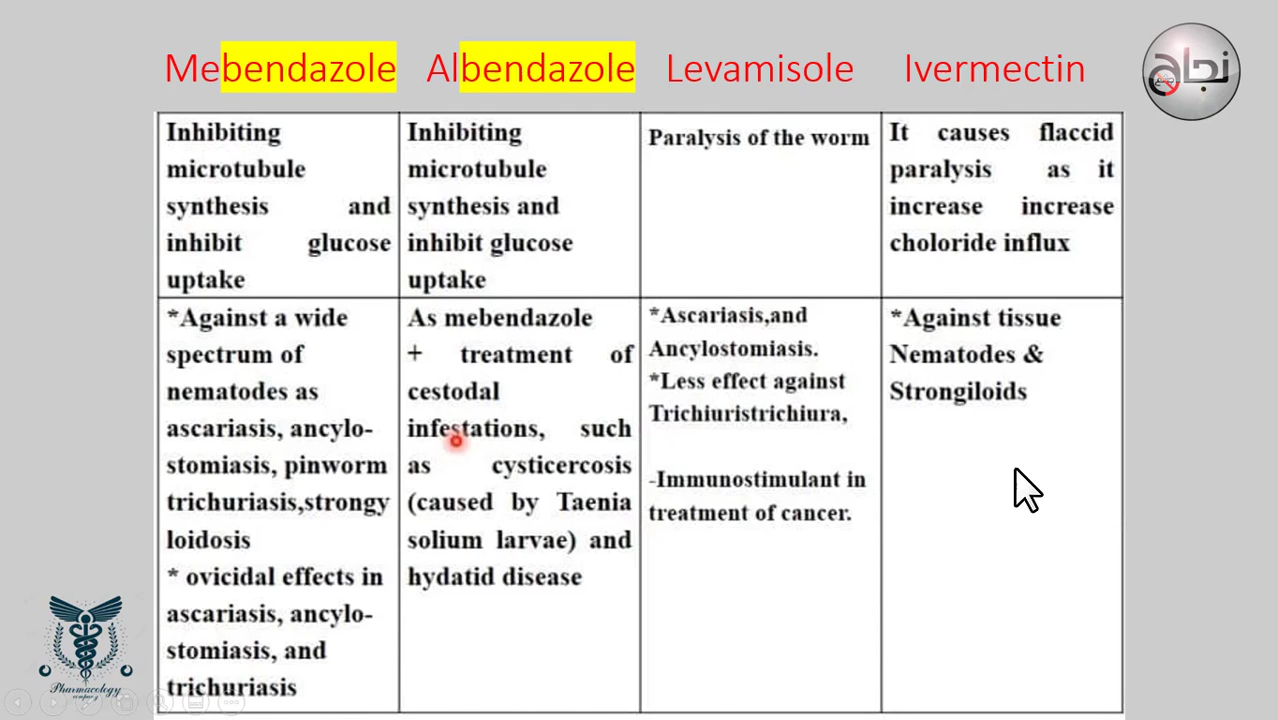 Mebendazole Albendazole Levamisole Ivermectin
Inhibiting
microtubule
synthesis and
inhibit glucose
uptake
Inhibiting
microtubule
synthesis and
inhibit glucose
uptake
Paralysis of the worm
It causes flaccid
paralysis as it
increase increase
choloride influx
*Against a wide
spectrum of
nematodes as
ascariasis, ancylo-
stomiasis, pinworm
trichuriasis,strongy
loidosis
* ovicidal effects in
ascariasis, ancylo-
stomiasis, and
trichuriasis
As mebendazole
+ treatment of
cestodal
infestations, such
as cysticercosis
(caused by Taenia
solium larvae) and
hydatid disease
*Ascariasis,and
Ancylostomiasis.
*Less effect against
Trichiuristrichiura,
-Immunostimulant in
treatment of cancer.
*Against tissue
Nematodes &
Strongiloids
Pharmacology
company